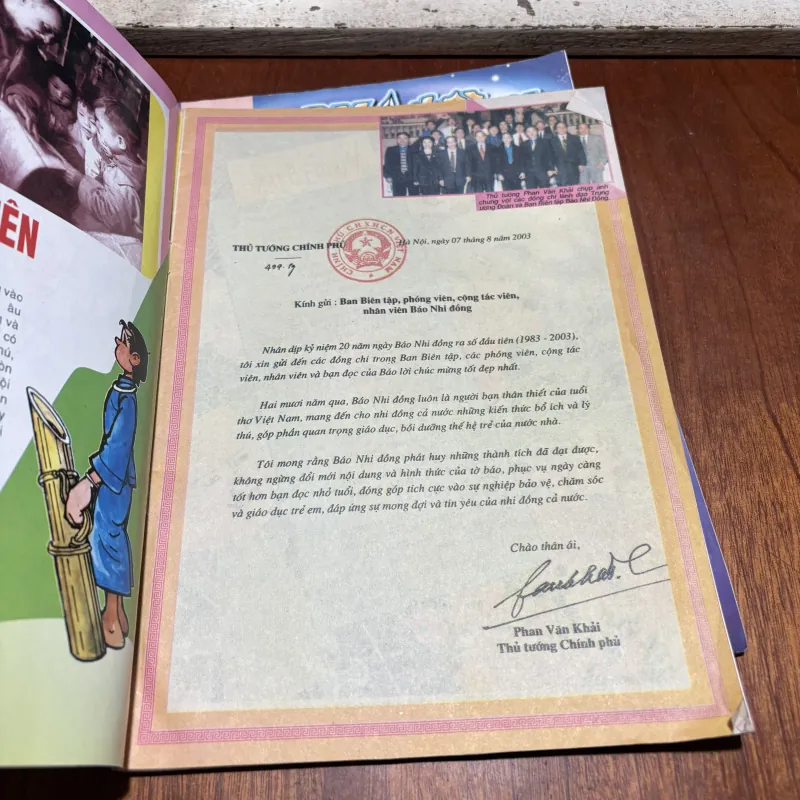 ÊN
vào
âu
và
có
hú,
ôn
ội
y
i
Thủ tướng Phan Văn Khải chụp ảnh
chung với các đồng chí lãnh đạo Trung
ương Đoàn và Ban Biên tập Báo Nhi Đồng.
THỦ TƯỚNG CHÍNH PHỦ
Hà Nội, ngày 07 tháng 8 năm 2003
Kính gửi : Ban Biên tập, phóng viên, cộng tác viên,
nhân viên Báo Nhi đồng
Nhân dịp kỷ niệm 20 năm ngày Báo Nhi đồng ra số đầu tiên (1983 - 2003),
tôi xin gửi đến các đồng chí trong Ban Biên tập, các phóng viên, cộng tác
viên, nhân viên và bạn đọc của Báo lời chúc mừng tốt đẹp nhất.
Hai mươi năm qua, Báo Nhi đồng luôn là người bạn thân thiết của tuổi
thơ Việt Nam, mang đến cho nhi đồng cả nước những kiến thức bổ ích và lý
thú, góp phần quan trọng giáo dục, bồi dưỡng thế hệ trẻ của nước nhà.
Tôi mong rằng Báo Nhi đồng phát huy những thành tích đã đạt được,
không ngừng đổi mới nội dung và hình thức của tờ báo, phục vụ ngày càng
tốt hơn bạn đọc nhỏ tuổi, đóng góp tích cực vào sự nghiệp bảo vệ, chăm sóc
và giáo dục trẻ em, đáp ứng sự mong đợi và tin yêu của nhi đồng cả nước.
Chào thân ái,
Phan Văn Khải
Thủ tướng Chính phủ